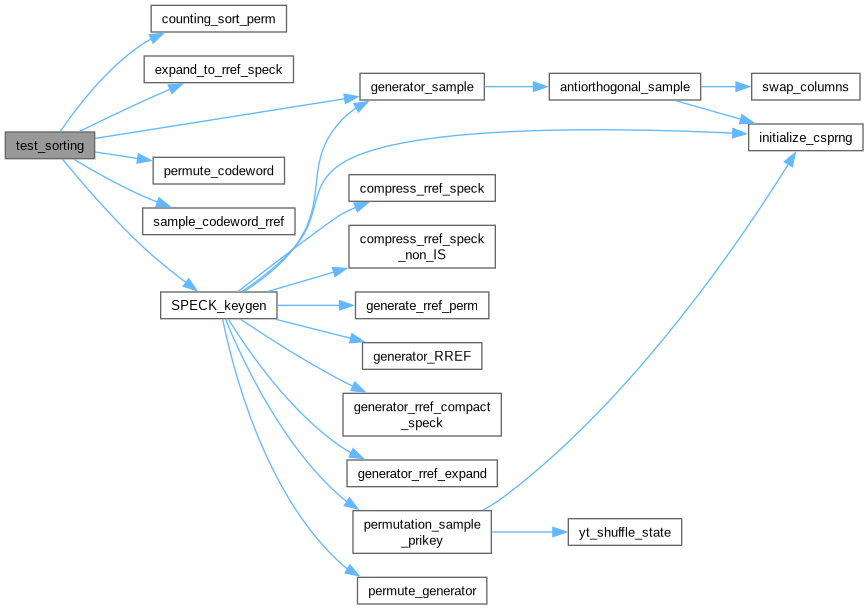 counting_sort_perm
expand_to_rref_speck
generator_sample
antiorthogonal_sample
swap_columns
test_sorting
initialize_csprng
permute_codeword
compress_rref_speck
sample_codeword_rref
compress_rref_speck
_non_IS
SPECK_keygen
generate_rref_perm
generator_RREF
generator_rref_compact
_speck
generator_rref_expand
permutation_sample
_prikey
yt_shuffle_state
permute_generator